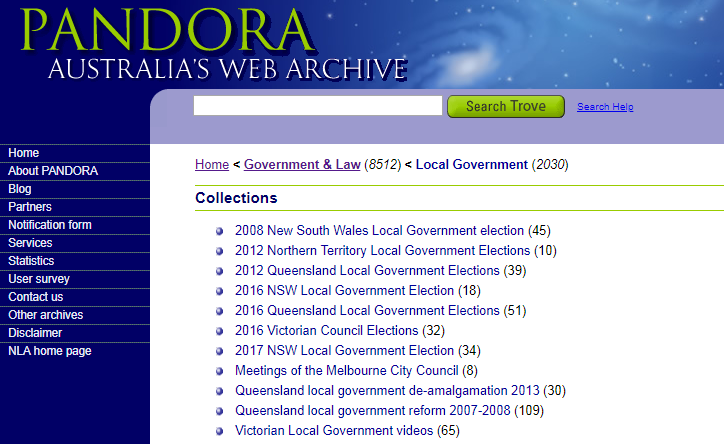 PANDORA
AUSTRALIA'S WEB ARCHIVE
Search Trove
Search Help
Home
About PANDORA
Blog
Partners
Notification form
Services
Statistics
User survey
Contact us
Other archives
Disclaimer
NLA home page
Home < Government & Law (8512) < Local Government (2030)
Collections
2008 New South Wales Local Government election (45)
2012 Northern Territory Local Government Elections (10)
2012 Queensland Local Government Elections (39)
2016 NSW Local Government Election (18)
2016 Queensland Local Government Elections (51)
2016 Victorian Council Elections (32)
2017 NSW Local Government Election (34)
Meetings of the Melbourne City Council (8)
Queensland local government de-amalgamation 2013 (30)
Queensland local government reform 2007-2008 (109)
Victorian Local Government videos (65)